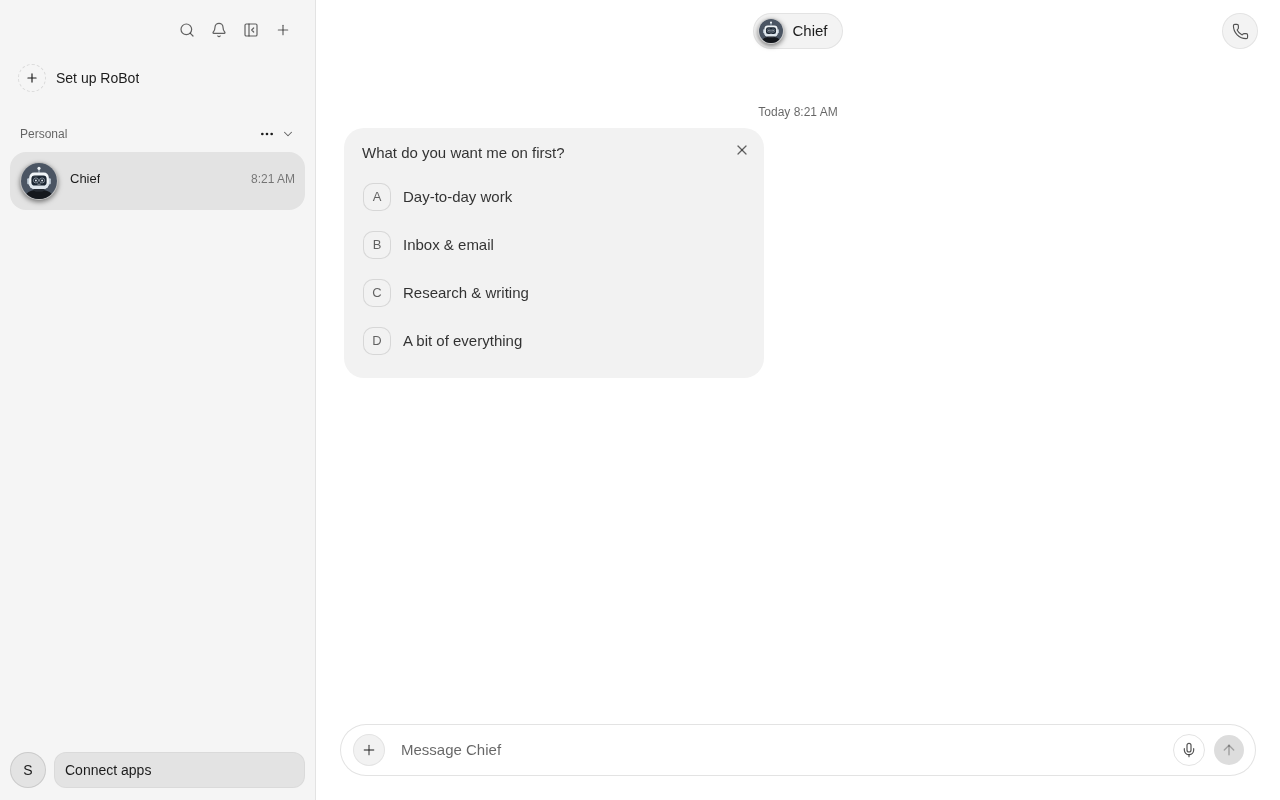 Set up RoBot
Personal
Chief
8:21 AM
S
Connect apps
Chief
Today 8:21 AM
What do you want me on first?
A Day-to-day work
B Inbox & email
C Research & writing
D A bit of everything
Message Chief